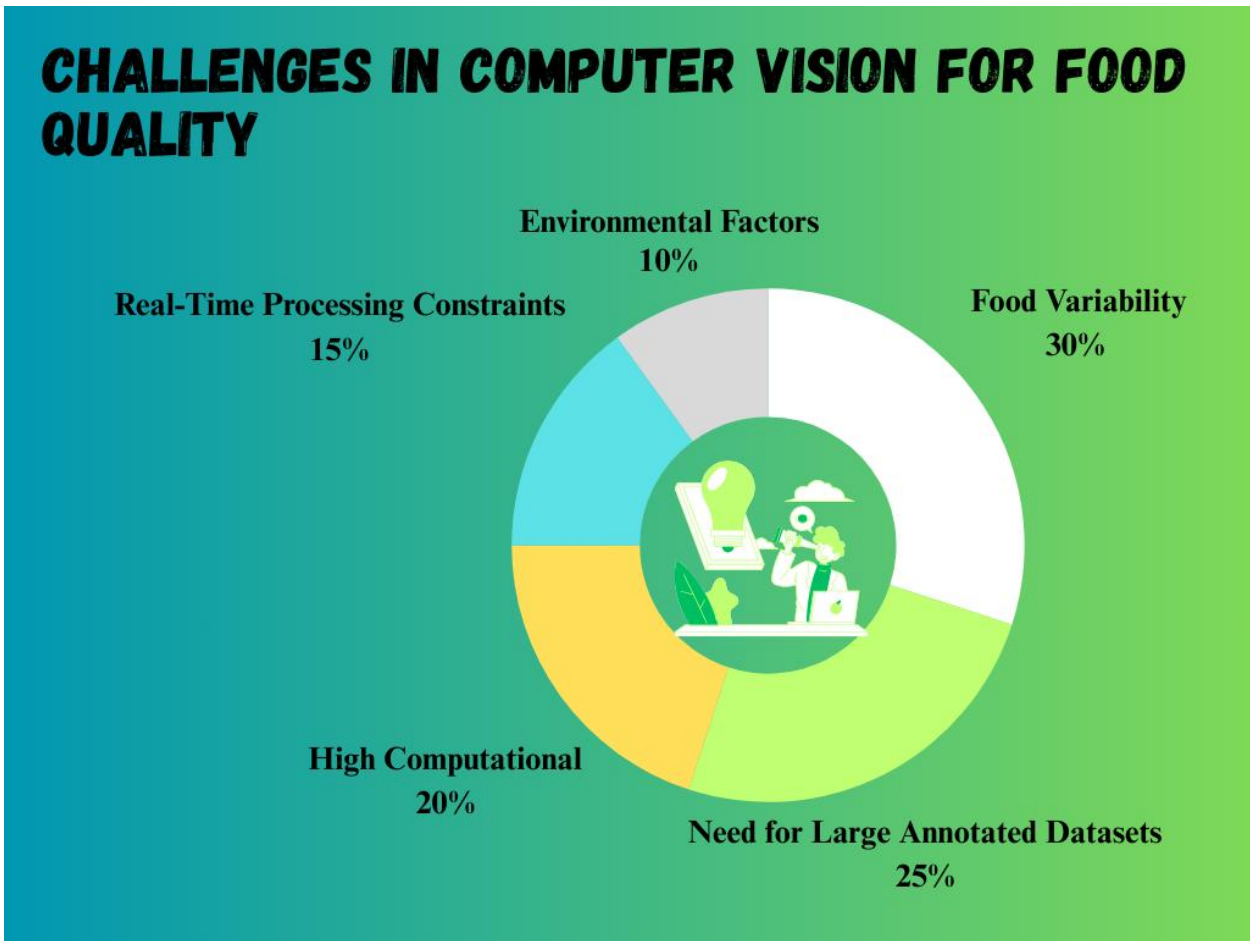 CHALLENGES IN COMPUTER VISION FOR FOOD
QUALITY
Environmental Factors
10%
Real-Time Processing Constraints
15%
Food Variability
30%
High Computational
20%
Need for Large Annotated Datasets
25%